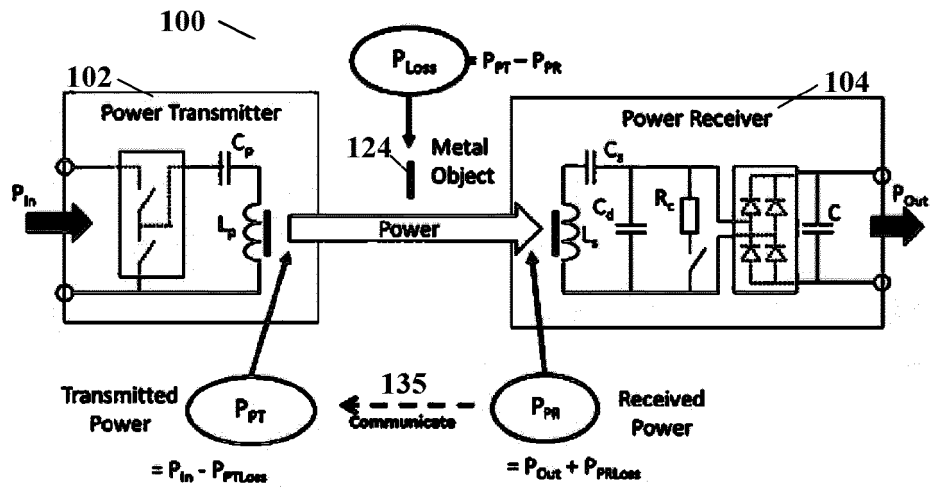 100
P_Loss = P_PT – P_PR
102
104
Power Transmitter
Power Receiver
C_p
124
Metal
Object
C_s
P_In
L_p
Power
L_s
C_d
R_c
C
P_Out
Transmitted
Power
P_PT
135
Communicate
P_PR
Received
Power
= P_In - P_PTLoss
= P_Out + P_PRLoss